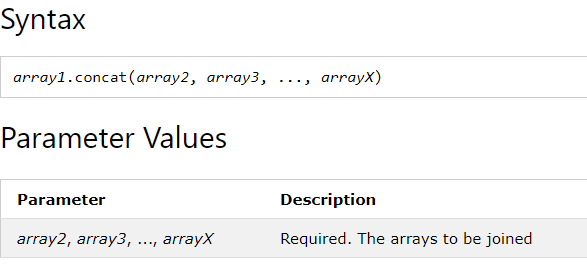 Syntax
array1.concat(array2, array3, ..., arrayX)
Parameter Values
Parameter Description
array2, array3, ..., arrayX Required. The arrays to be joined